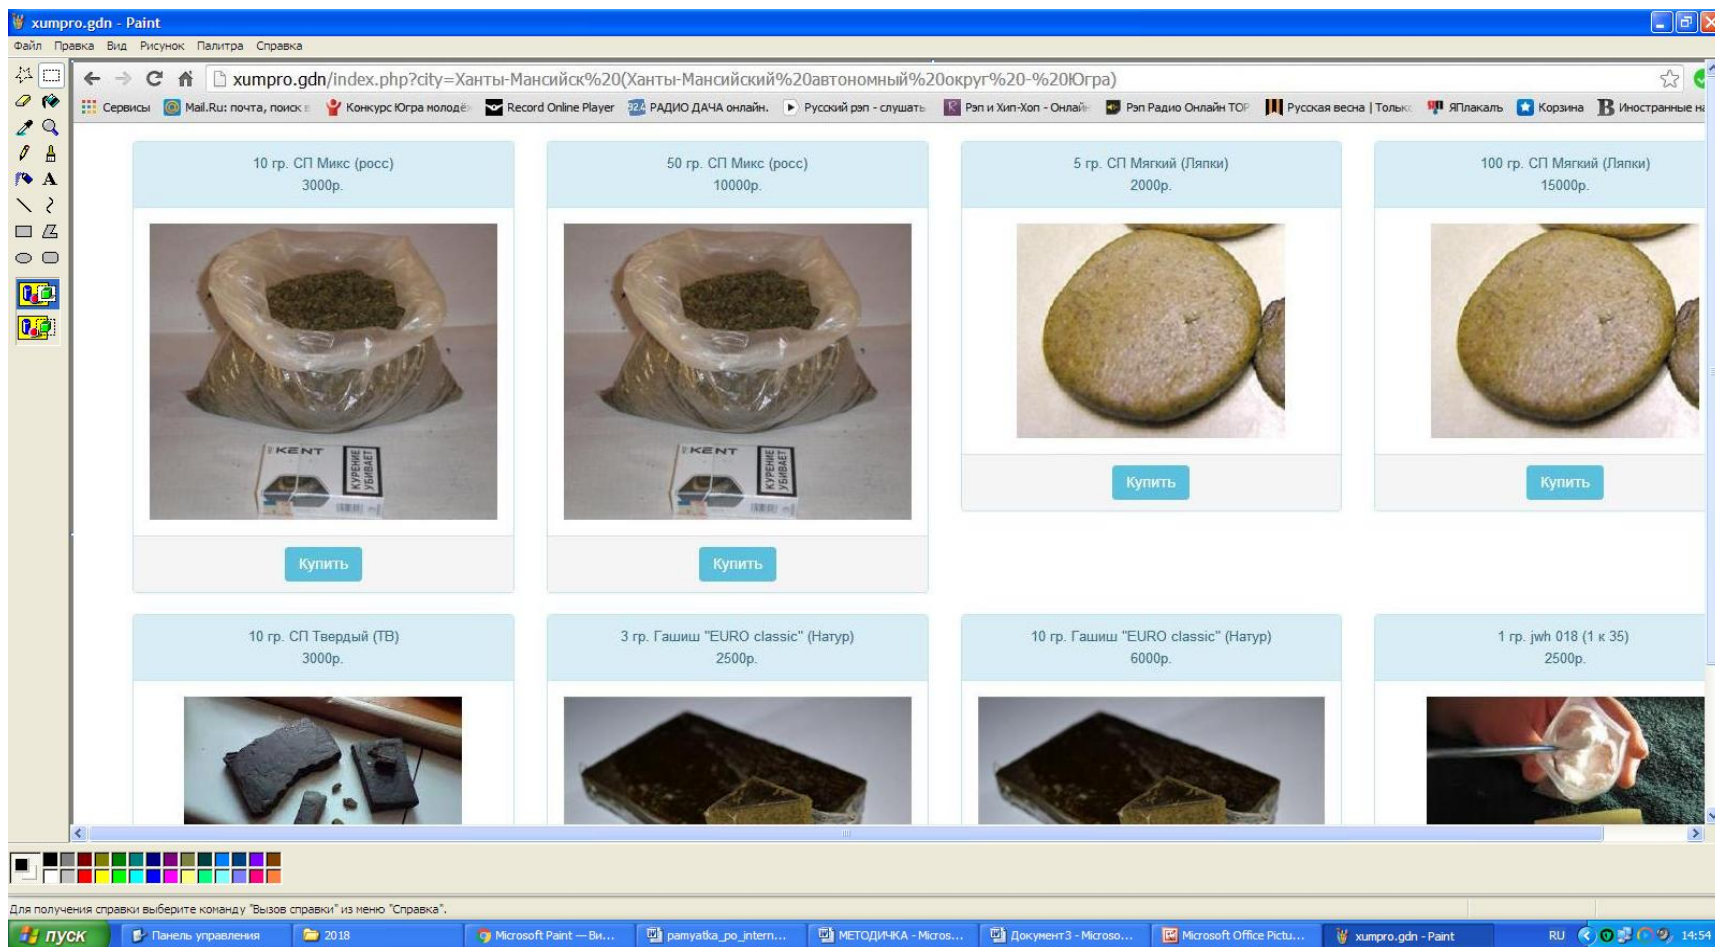 xumpro.gdn - Paint
Файл Правка Вид Рисунок Палитра Справка
xumpro.gdn/index.php?city=Ханты-Мансийск%20(Ханты-Мансийский%20автономный%20округ%20-%20Югра)
Сервисы Mail.Ru: почта, поиск Конкурс Югра молодё Record Online Player РАДИО ДАЧА онлайн. Русский рэп - слушать Рэп и Хип-Хоп - Онлай Рэп Радио Онлайн TOP Русская весна | Только ЯПлакалъ Корзина Иностранные на
10 гр. СП Микс (росс)
3000р.
50 гр. СП Микс (росс)
10000р.
5 гр. СП Мягкий (Ляпки)
2000р.
100 гр. СП Мягкий (Ляпки)
15000р.
KENT
КУРЕНИЕ
УБИВАЕТ
KENT
КУРЕНИЕ
УБИВАЕТ
Купить
Купить
Купить
Купить
10 гр. СП Твердый (ТВ)
3000р.
3 гр. Гашиш "EURO classic" (Натур)
2500р.
10 гр. Гашиш "EURO classic" (Натур)
6000р.
1 гр. jwh 018 (1 к 35)
2500р.
Для получения справки выберите команду "Вызов справки" из меню "Справка".
пуск Панель управления 2018 Microsoft Paint — Ви... pamyatka_po_intern... МЕТОДИЧКА - Micros... Документ3 - Microso... Microsoft Office Pictu... xumpro.gdn - Paint RU 14:54